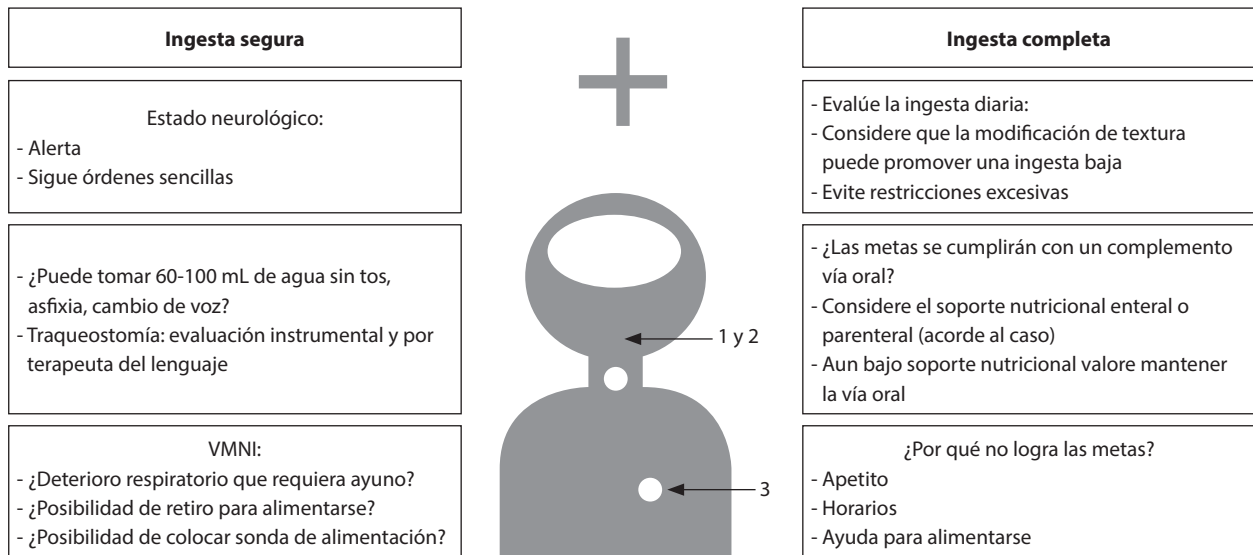 Ingesta segura
Estado neurológico:
- Alerta
- Sigue órdenes sencillas
- ¿Puede tomar 60-100 mL de agua sin tos,
asfixia, cambio de voz?
- Traqueostomía: evaluación instrumental y por
terapeuta del lenguaje
VMNI:
- ¿Deterioro respiratorio que requiera ayuno?
- ¿Posibilidad de retiro para alimentarse?
- ¿Posibilidad de colocar sonda de alimentación?
1 y 2
3
Ingesta completa
- Evalúe la ingesta diaria:
- Considere que la modificación de textura
puede promover una ingesta baja
- Evite restricciones excesivas
- ¿Las metas se cumplirán con un complemento
vía oral?
- Considere el soporte nutricional enteral o
parenteral (acorde al caso)
- Aun bajo soporte nutricional valore mantener
la vía oral
¿Por qué no logra las metas?
- Apetito
- Horarios
- Ayuda para alimentarse